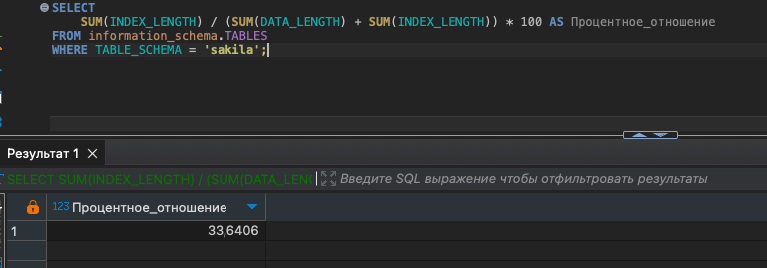 SELECT
SUM(INDEX_LENGTH) / (SUM(DATA_LENGTH) + SUM(INDEX_LENGTH)) * 100 AS Процентное_отношение
FROM information_schema.TABLES
WHERE TABLE_SCHEMA = 'sakila';
Результат 1
SELECT SUM(INDEX_LENGTH) / (SUM(DATA_LENG
Введите SQL выражение чтобы отфильтровать результаты
123 Процентное_отношение
1 33,6406